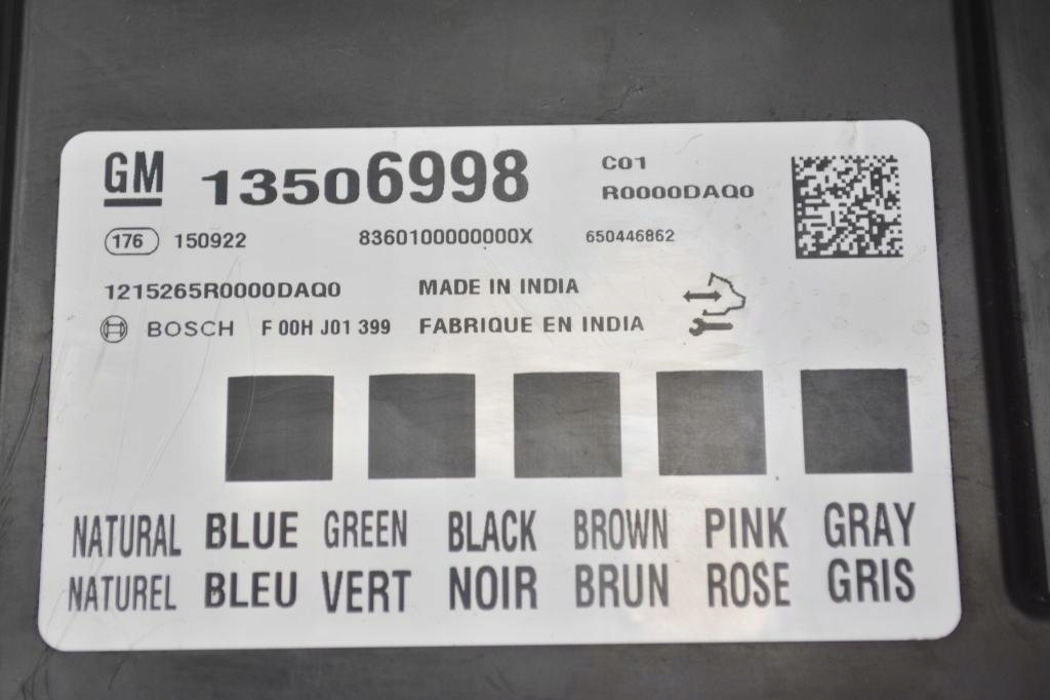 GM 13506998 C01
R0000DAQ0
176 150922 8360100000000X 650446862
1215265R0000DAQ0 MADE IN INDIA
BOSCH F 00H J01 399 FABRIQUE EN INDIA
NATURAL BLUE GREEN BLACK BROWN PINK GRAY
NATUREL BLEU VERT NOIR BRUN ROSE GRIS